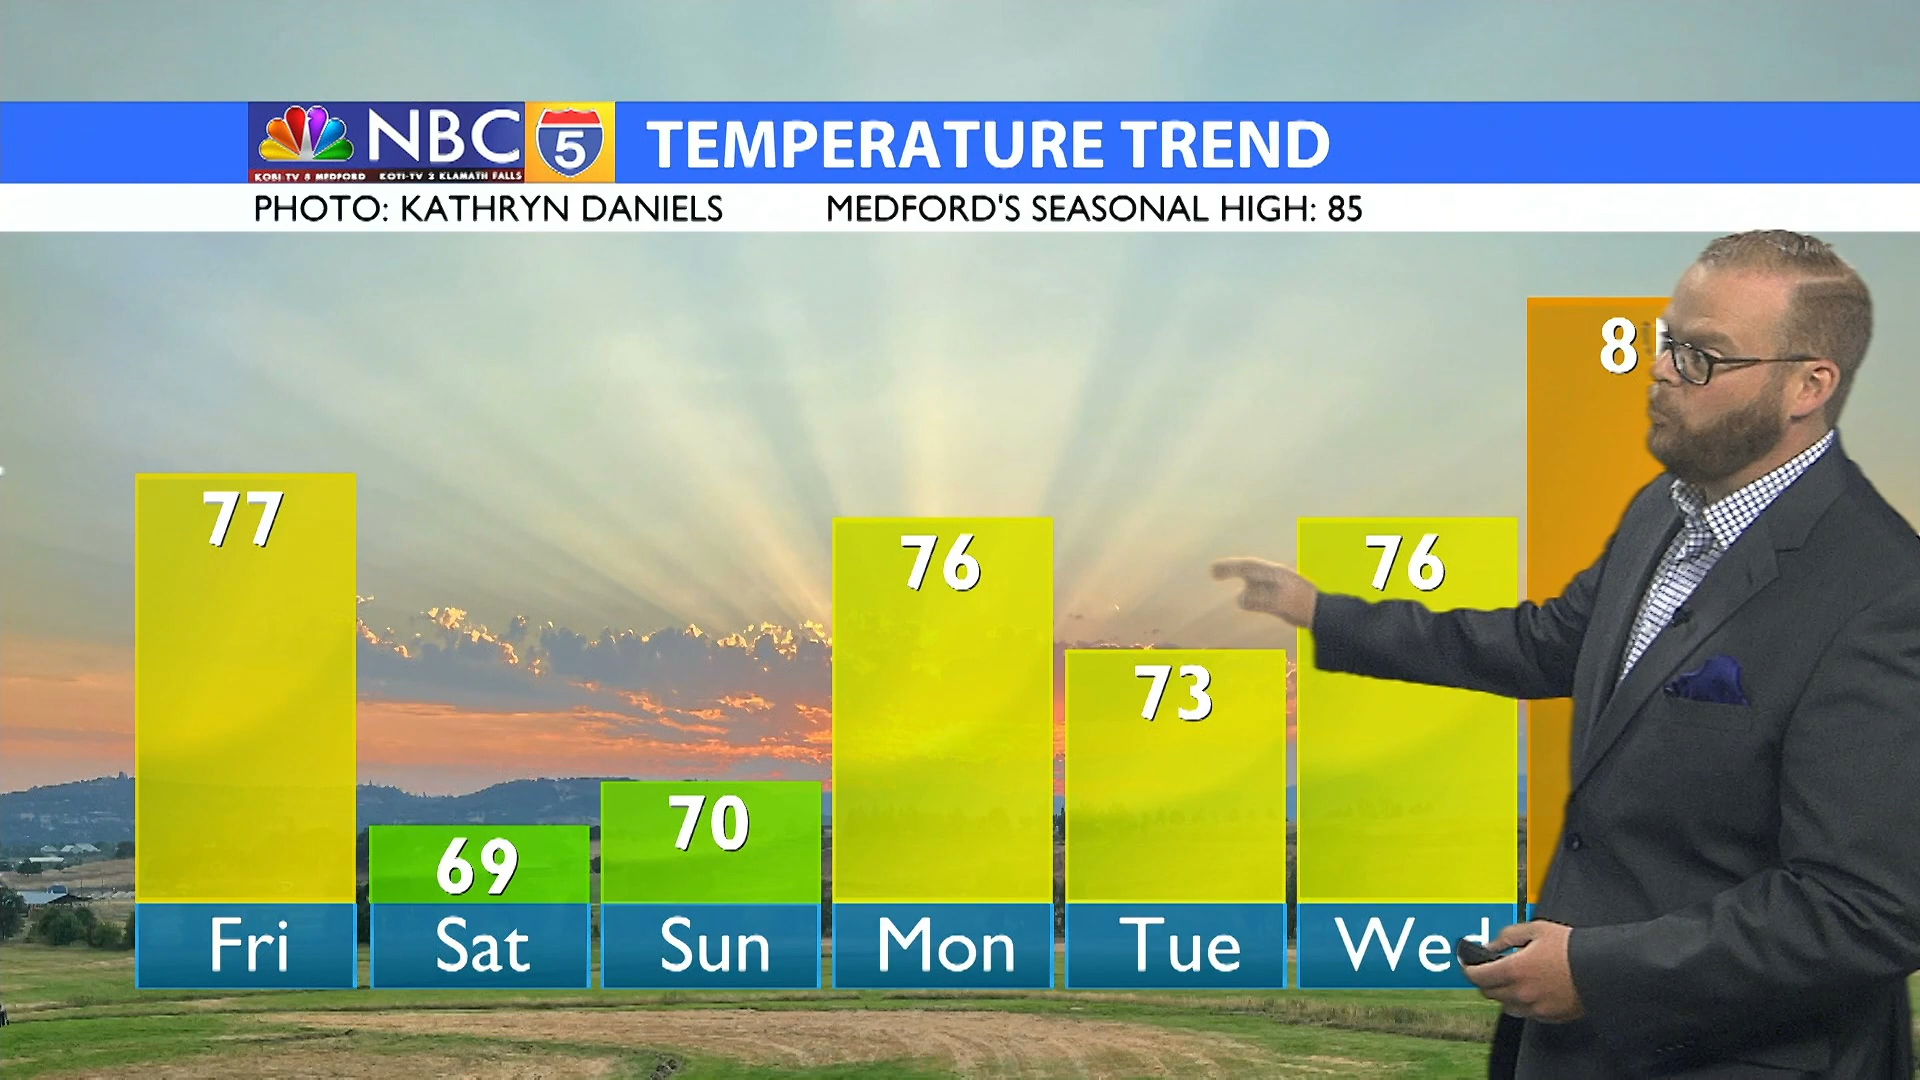 NBC 5 TEMPERATURE TREND
KOBI-TV 5 MEDFORD KOTI-TV 2 KLAMATH FALLS
PHOTO: KATHRYN DANIELS MEDFORD'S SEASONAL HIGH: 85
77
69
70
76
73
76
Fri
Sat
Sun
Mon
Tue
Wed